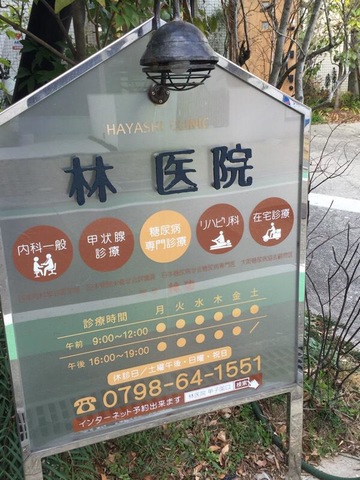 HAYASHI CLINIC
林 医院
内科一般
甲状腺
診療
糖尿病
専門診療
リハビリ科
在宅診療
診療時間 月 火 水 木 金 土
午前 9:00~12:00 ● ● ● ● ● ●
午後 16:00~19:00 ● ● ● ● ● /
休診日/土曜午後・日曜・祝日
☎0798-64-1551
インターネット予約出来ます 検索